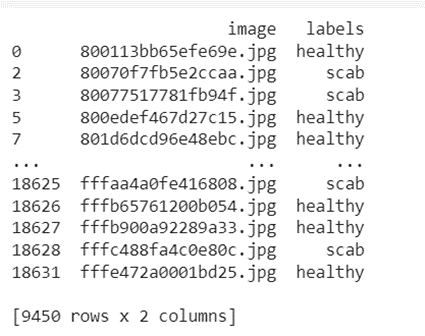 image labels
0 800113bb65efe69e.jpg healthy
2 80070f7fb5e2ccaa.jpg scab
3 80077517781fb94f.jpg scab
5 800edef467d27c15.jpg healthy
7 801d6dcd96e48ebc.jpg healthy
... ... ...
18625 fffaa4a0fe416808.jpg scab
18626 fffb65761200b054.jpg healthy
18627 fffb900a92289a33.jpg healthy
18628 fffc488fa4c0e80c.jpg scab
18631 fffe472a0001bd25.jpg healthy
[9450 rows x 2 columns]